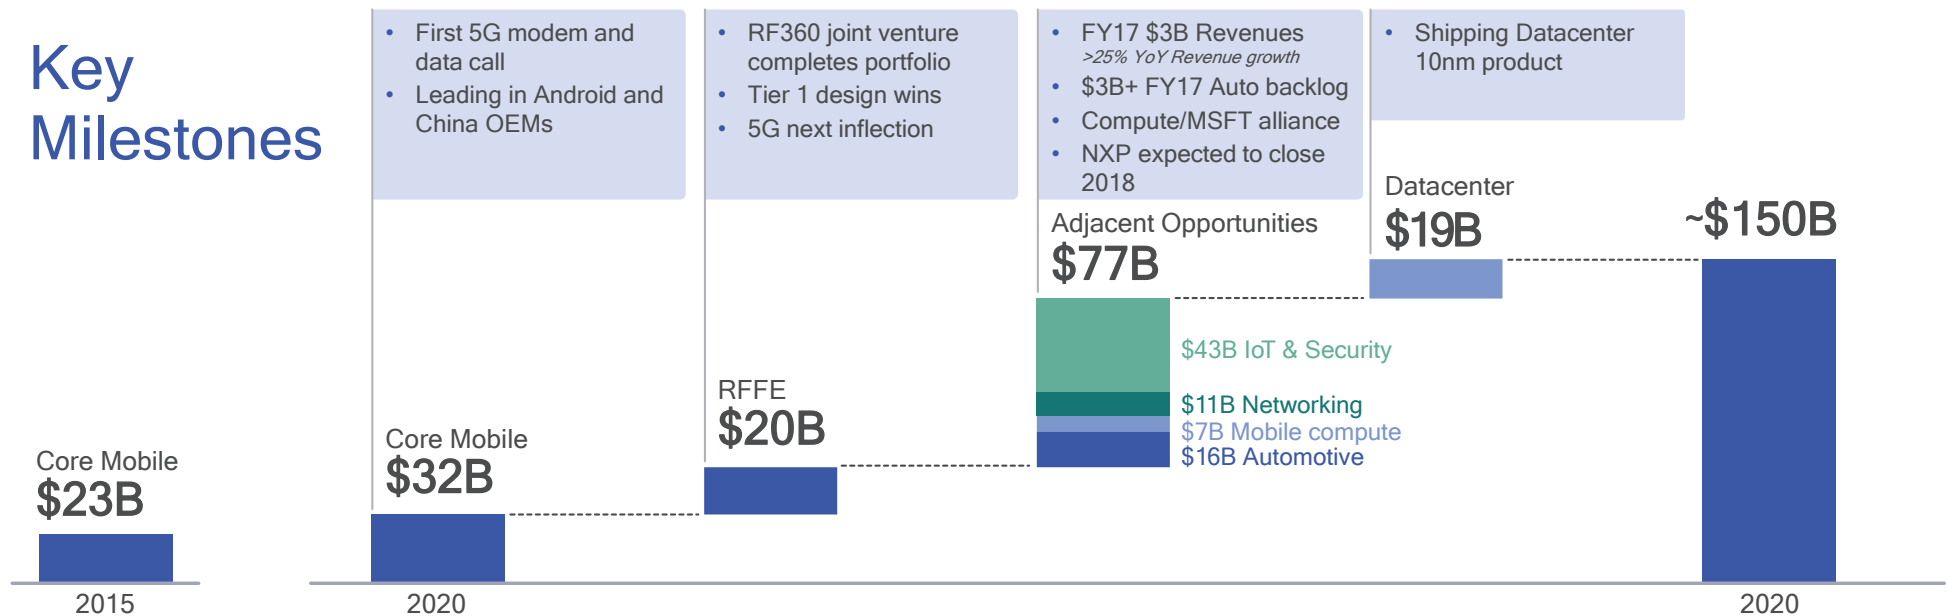 Key
Milestones
• First 5G modem and
data call
• Leading in Android and
China OEMs
• RF360 joint venture
completes portfolio
• Tier 1 design wins
• 5G next inflection
• FY17 $3B Revenues
>25% YoY Revenue growth
• $3B+ FY17 Auto backlog
• Compute/MSFT alliance
• NXP expected to close
2018
• Shipping Datacenter
10nm product
Core Mobile
$23B
Core Mobile
$32B
RFFE
$20B
Adjacent Opportunities
$77B
$43B IoT & Security
$11B Networking
$7B Mobile compute
$16B Automotive
Datacenter
$19B
~$150B
2015
2020
2020